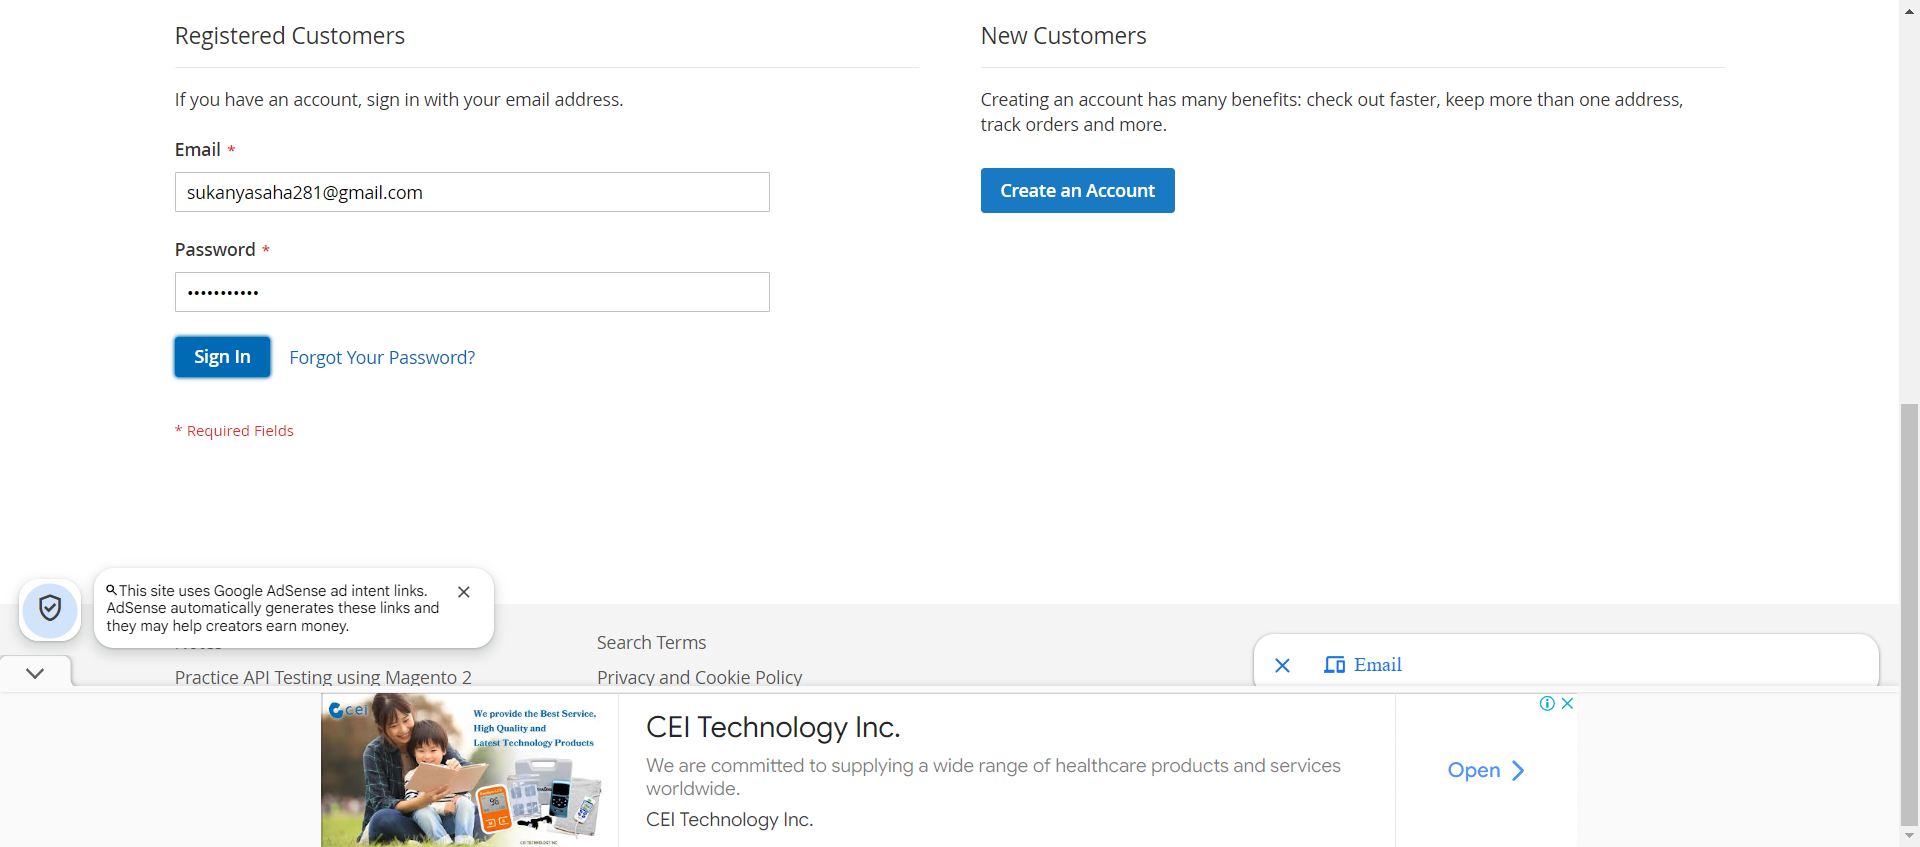 Registered Customers
If you have an account, sign in with your email address.
Email *
sukanyasaha281@gmail.com
Password *
•••••••••••
Sign In
Forgot Your Password?
* Required Fields
New Customers
Creating an account has many benefits: check out faster, keep more than one address,
track orders and more.
Create an Account
This site uses Google AdSense ad intent links.
AdSense automatically generates these links and
they may help creators earn money.
Practice API Testing using Magento 2
Search Terms
Privacy and Cookie Policy
Email
cei
We provide the Best Service,
High Quality and
Latest Technology Products
96
CEI TECHNOLOGY INC
CEI Technology Inc.
We are committed to supplying a wide range of healthcare products and services
worldwide.
CEI Technology Inc.
Open